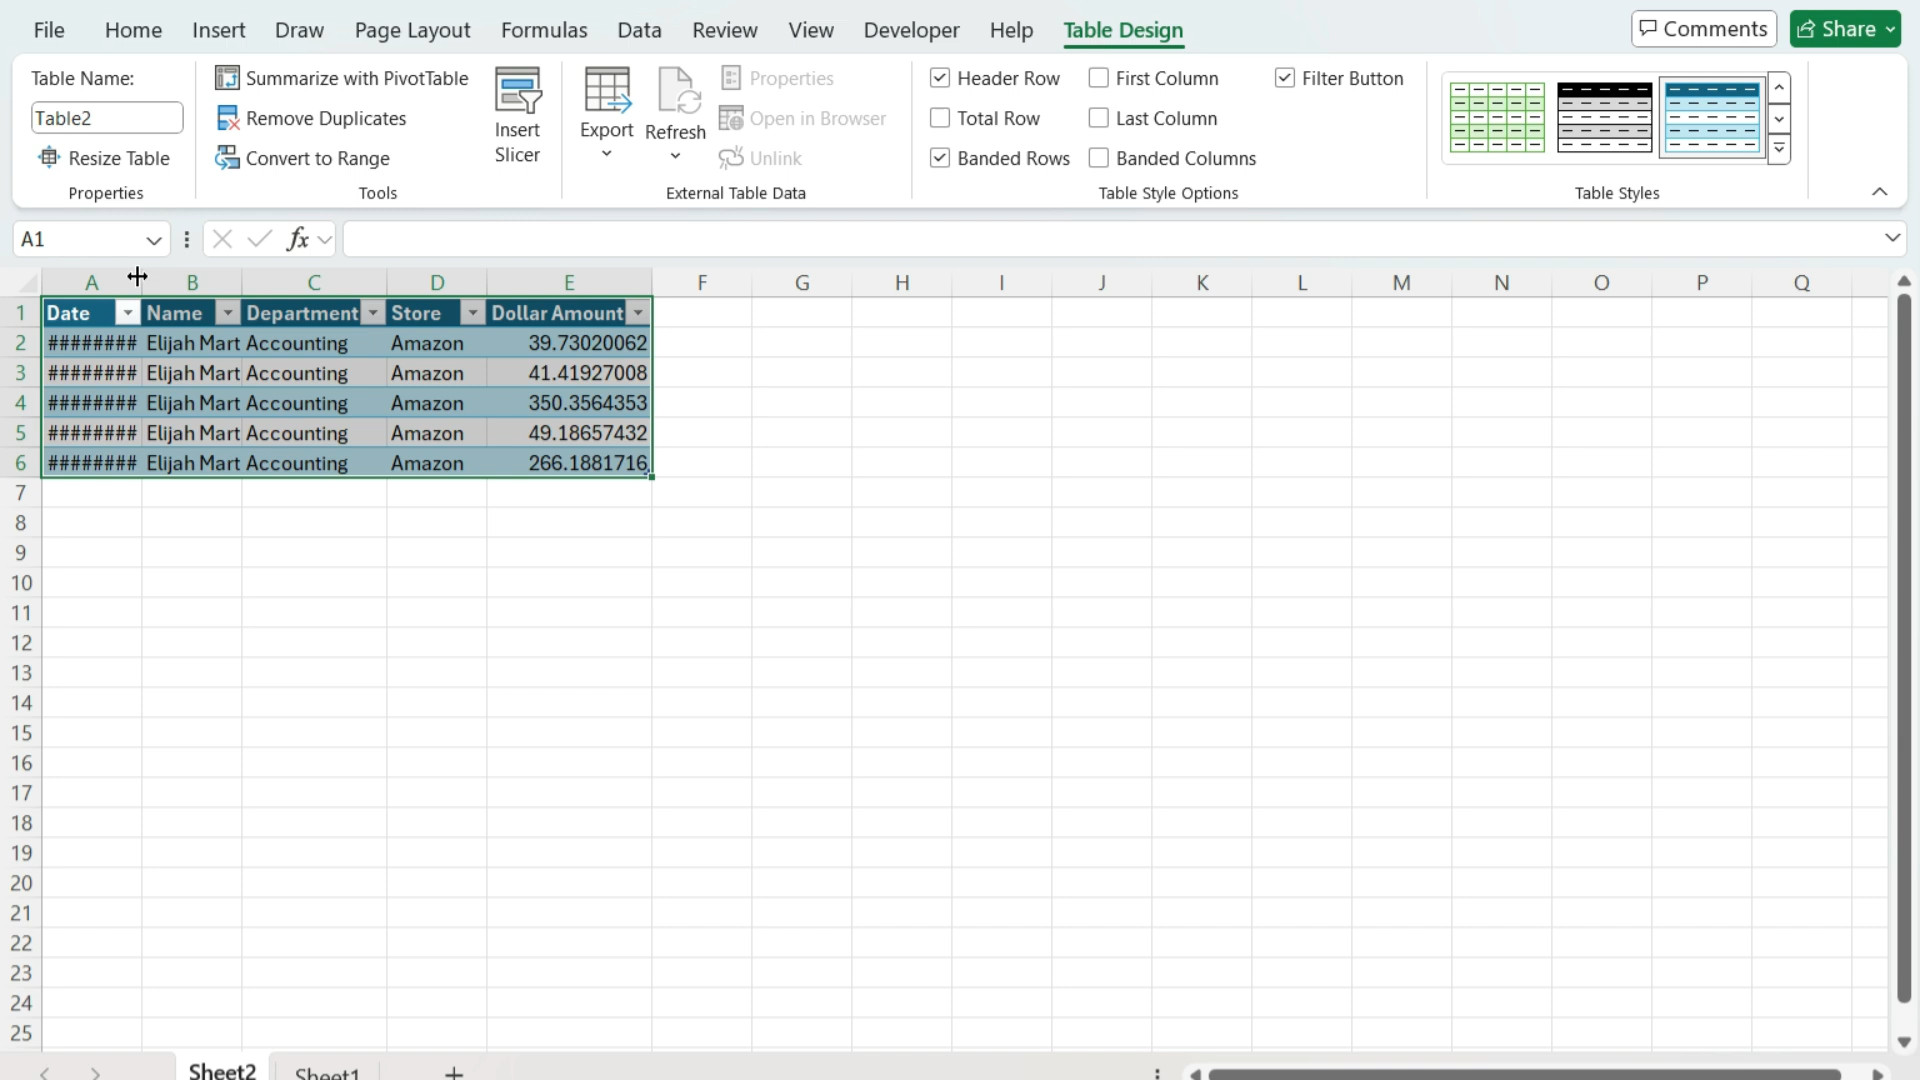 File Home Insert Draw Page Layout Formulas Data Review View Developer Help Table Design Comments Share
Table Name:
Table2
Resize Table
Properties
Summarize with PivotTable
Remove Duplicates
Convert to Range
Tools
Insert
Slicer
Export
Refresh
Properties
Open in Browser
Unlink
External Table Data
Header Row First Column Filter Button
Total Row Last Column
Banded Rows Banded Columns
Table Style Options
Table Styles
A1 fx
A B C D E F G H I J K L M N O P Q
1 Date Name Department Store Dollar Amount
2 ######## Elijah Mart Accounting Amazon 39.73020062
3 ######## Elijah Mart Accounting Amazon 41.41927008
4 ######## Elijah Mart Accounting Amazon 350.3564353
5 ######## Elijah Mart Accounting Amazon 49.18657432
6 ######## Elijah Mart Accounting Amazon 266.1881716
7
8
9
10
11
12
13
14
15
16
17
18
19
20
21
22
23
24
25
Sheet2 Sheet1 +